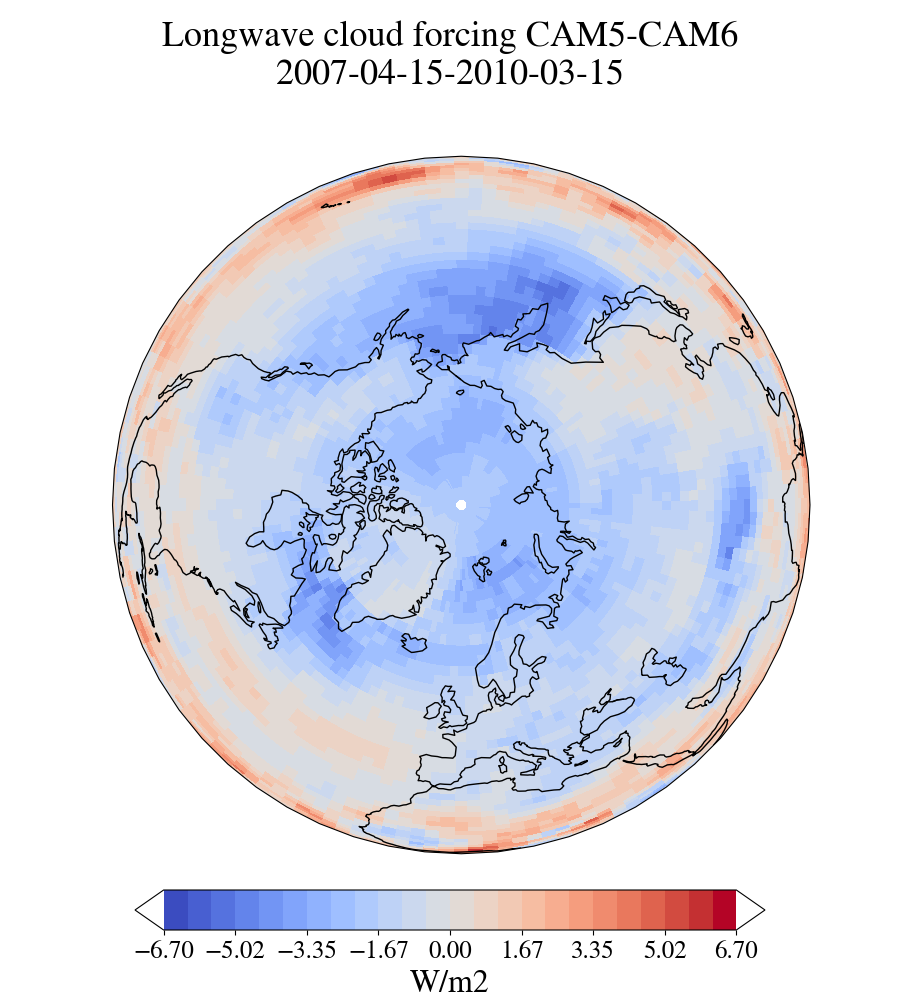 Longwave cloud forcing CAM5-CAM6
2007-04-15-2010-03-15
−6.70 −5.02 −3.35 −1.67 0.00 1.67 3.35 5.02 6.70
W/m2